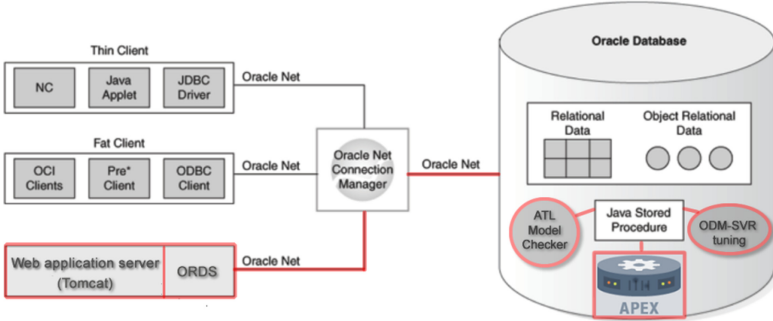 Thin Client
NC
Java
Applet
JDBC
Driver
Oracle Net
Fat Client
OCI
Clients
Pre*
Client
ODBC
Client
Oracle Net
Web application server
(Tomcat)
ORDS
Oracle Net
Oracle Net
Connection
Manager
Oracle Net
Oracle Database
Relational
Data
Object Relational
Data
ATL
Model
Checker
Java Stored
Procedure
ODM-SVR
tuning
APEX